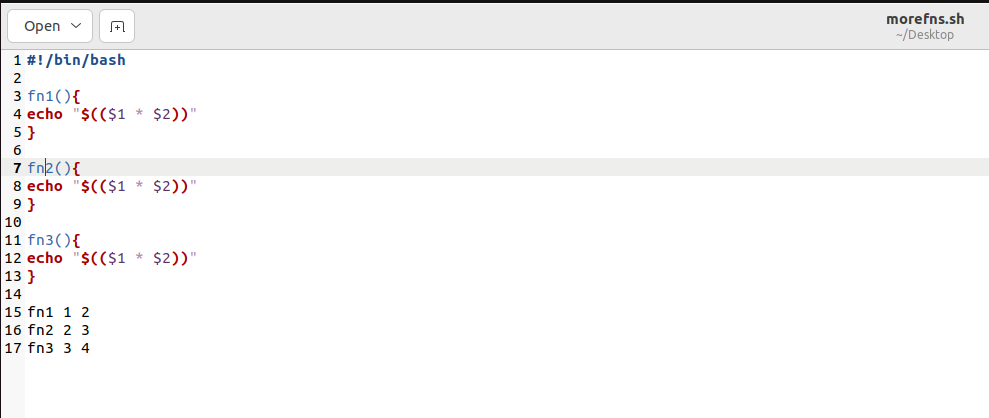 Open
morefns.sh
~/Desktop
1 #!/bin/bash
2
3 fn1(){
4 echo "$(($1 * $2))"
5 }
6
7 fn2(){
8 echo "$(($1 * $2))"
9 }
10
11 fn3(){
12 echo "$(($1 * $2))"
13 }
14
15 fn1 1 2
16 fn2 2 3
17 fn3 3 4